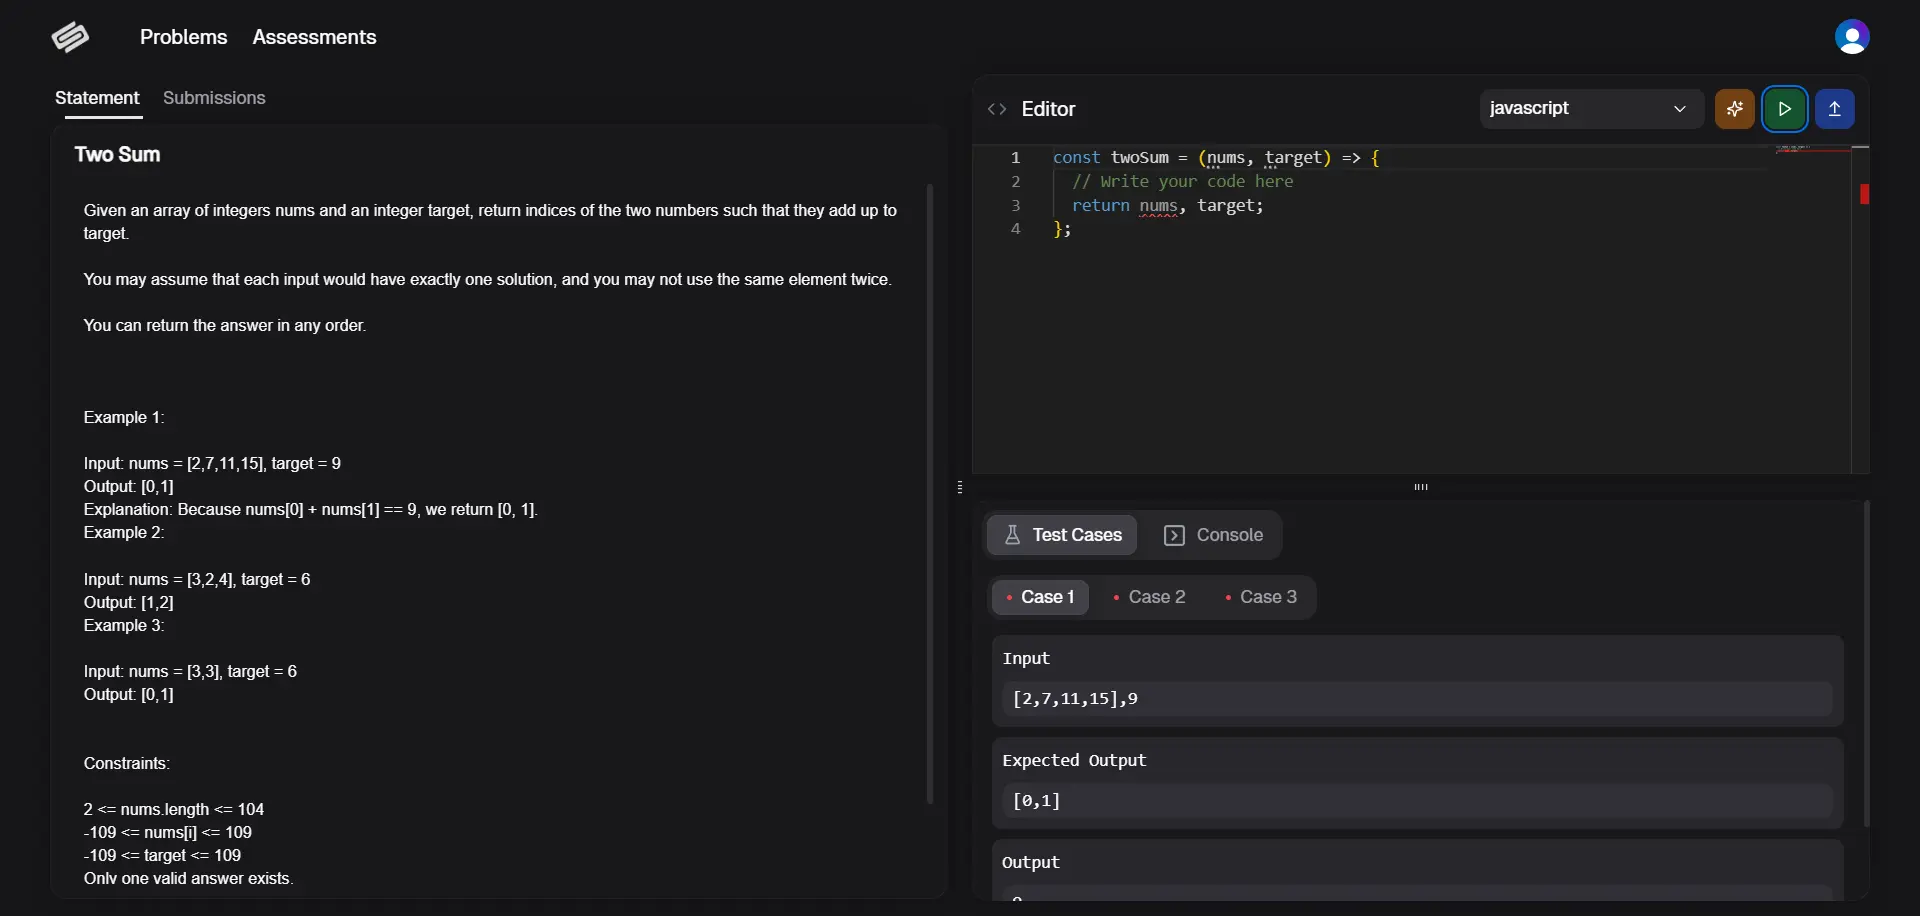 Problems Assessments
Statement Submissions
Two Sum
Given an array of integers nums and an integer target, return indices of the two numbers such that they add up to
target.
You may assume that each input would have exactly one solution, and you may not use the same element twice.
You can return the answer in any order.
Example 1:
Input: nums = [2,7,11,15], target = 9
Output: [0,1]
Explanation: Because nums[0] + nums[1] == 9, we return [0, 1].
Example 2:
Input: nums = [3,2,4], target = 6
Output: [1,2]
Example 3:
Input: nums = [3,3], target = 6
Output: [0,1]
Constraints:
2 <= nums.length <= 104
-109 <= nums[i] <= 109
-109 <= target <= 109
Only one valid answer exists.
<> Editor
javascript
1 const twoSum = (nums, target) => {
2 // Write your code here
3 return nums, target;
4 };
Test Cases Console
Case 1 Case 2 Case 3
Input
[2,7,11,15],9
Expected Output
[0,1]
Output